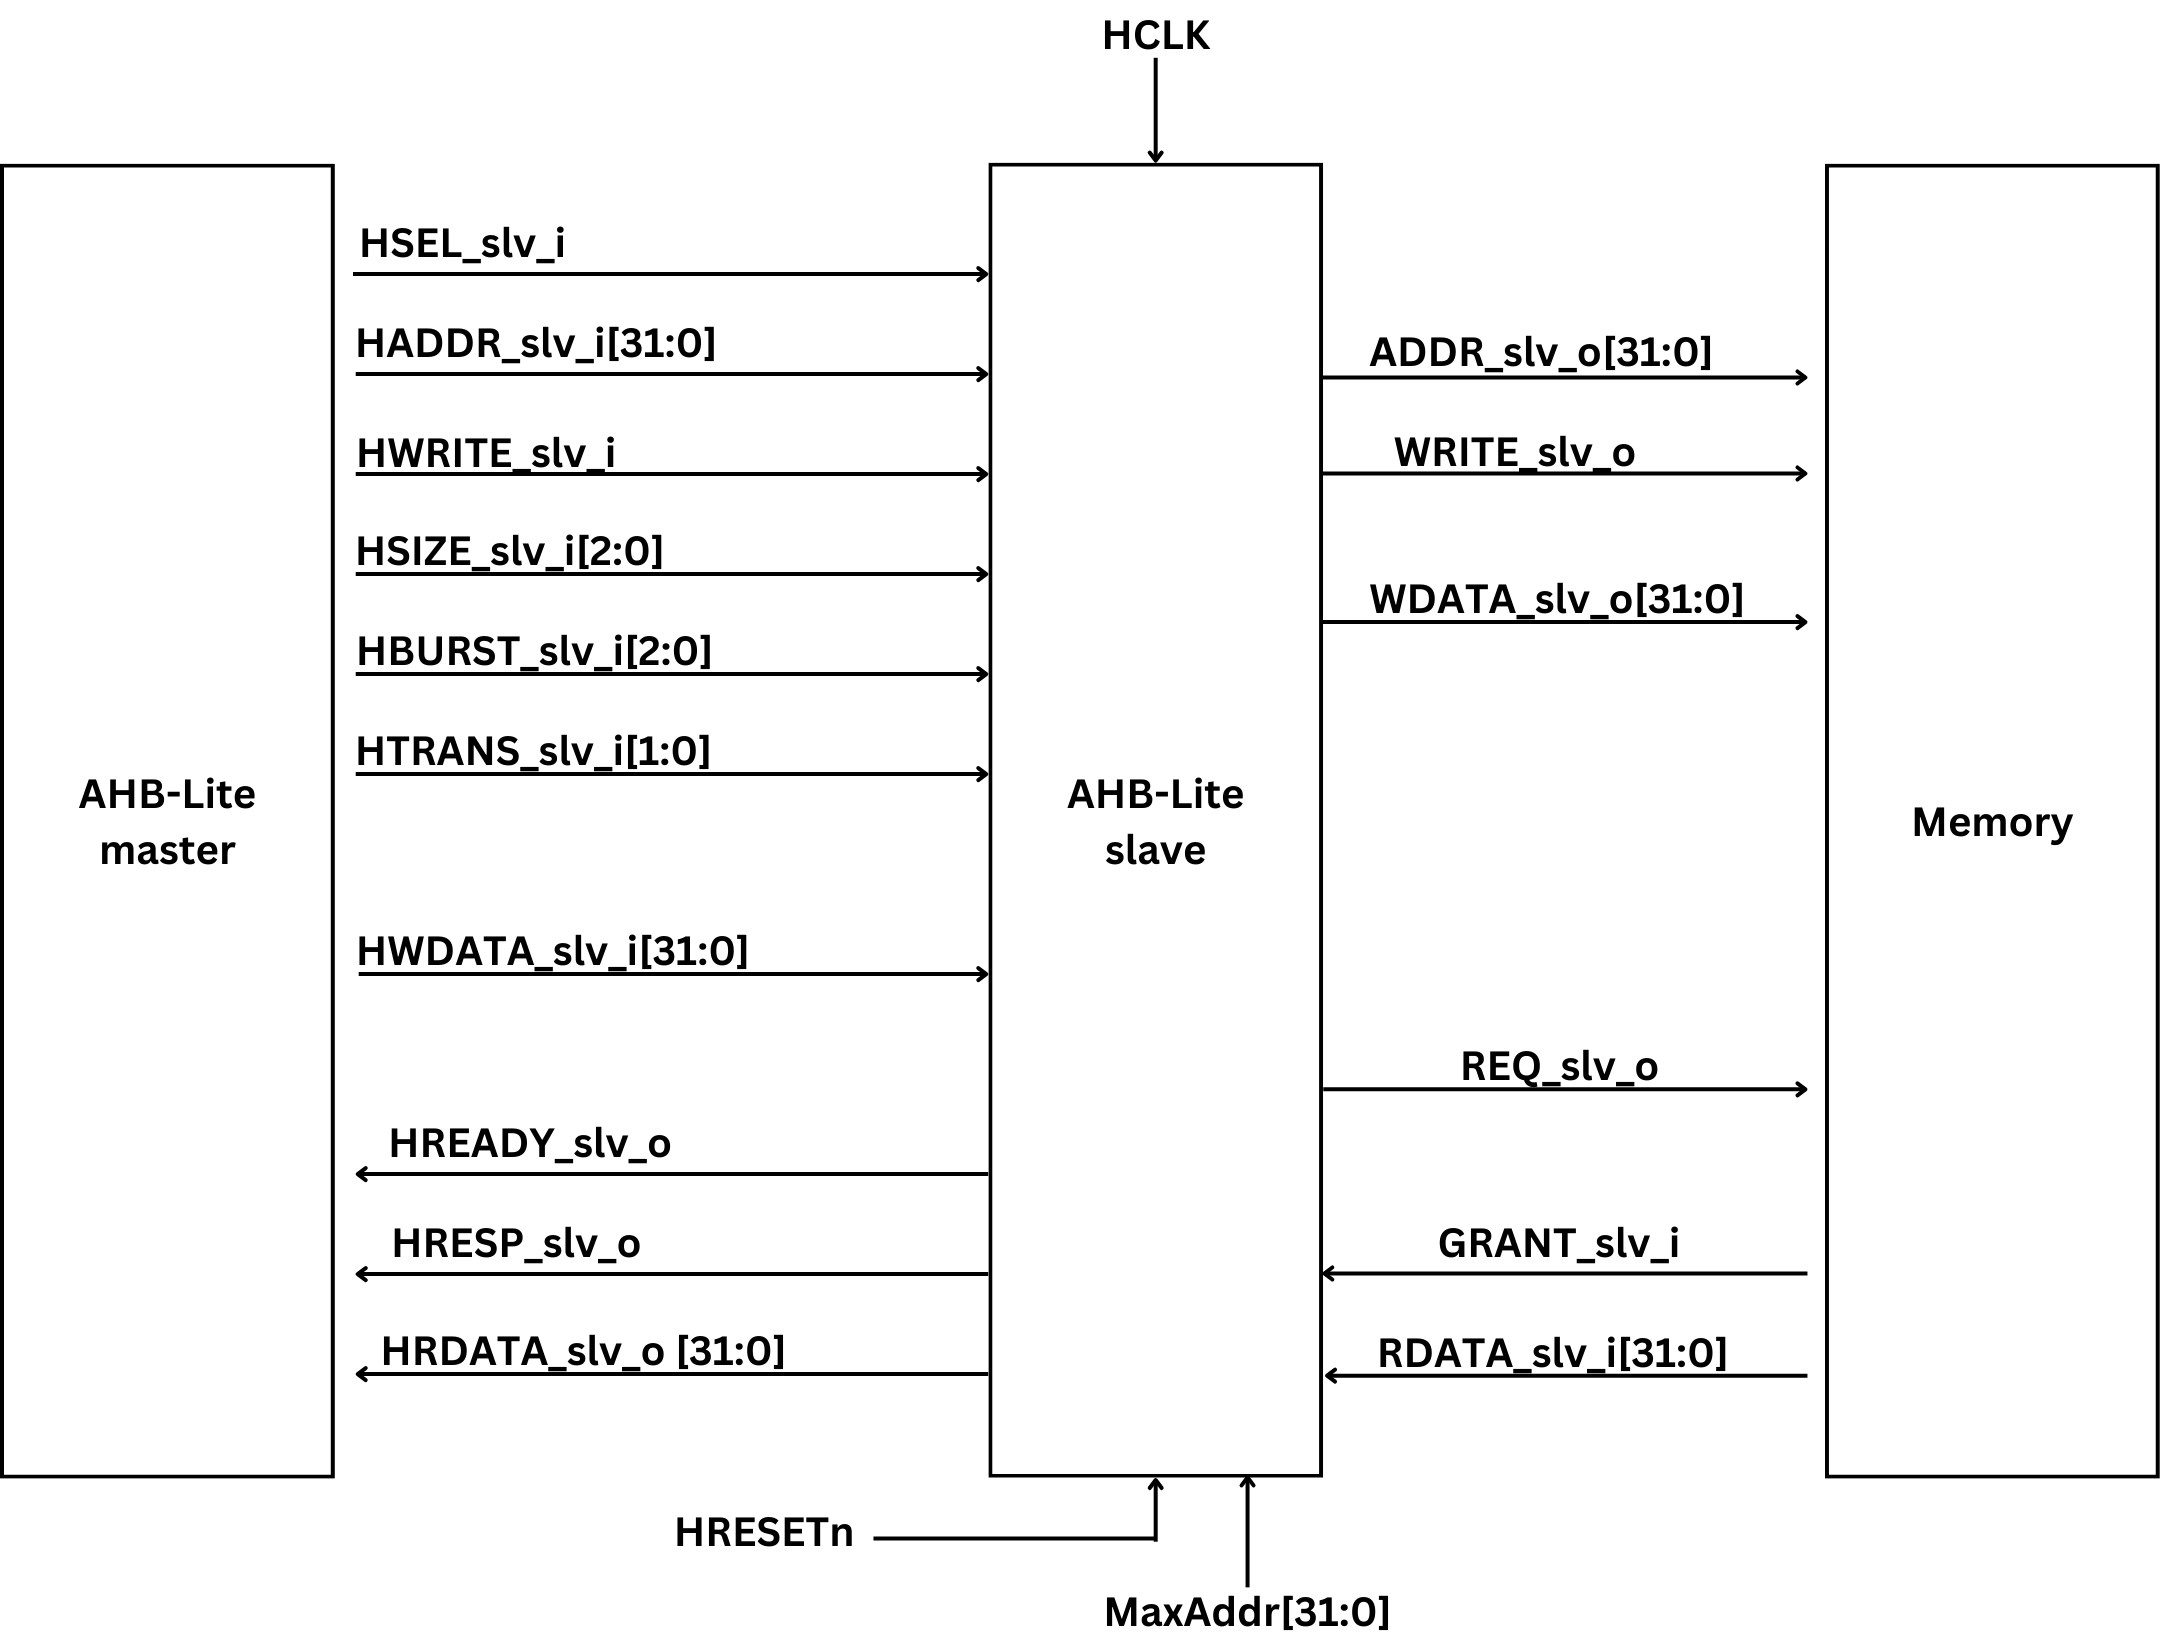 HCLK
HSEL_slv_i
HADDR_slv_i[31:0]
ADDR_slv_o[31:0]
HWRITE_slv_i
WRITE_slv_o
HSIZE_slv_i[2:0]
WDATA_slv_o[31:0]
HBURST_slv_i[2:0]
HTRANS_slv_i[1:0]
AHB-Lite
master
AHB-Lite
slave
Memory
HWDATA_slv_i[31:0]
REQ_slv_o
HREADY_slv_o
HRESP_slv_o
GRANT_slv_i
HRDATA_slv_o [31:0]
RDATA_slv_i[31:0]
HRESETn
MaxAddr[31:0]